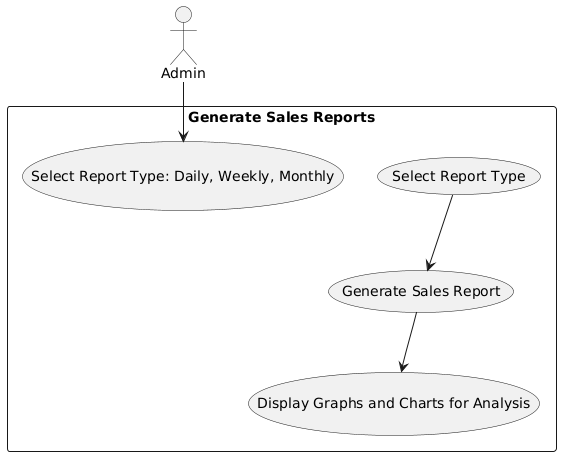 Admin
Generate Sales Reports
Select Report Type: Daily, Weekly, Monthly
Select Report Type
Generate Sales Report
Display Graphs and Charts for Analysis